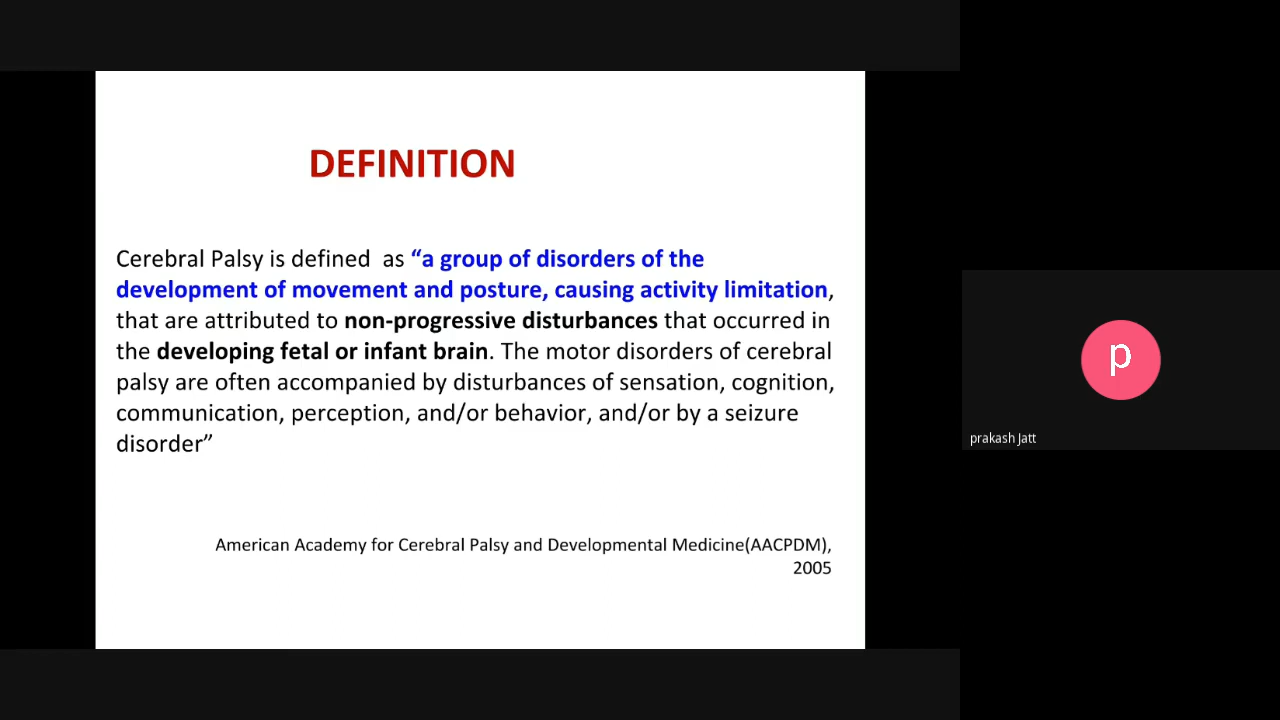 DEFINITION
Cerebral Palsy is defined  as “a group of disorders of the
development of movement and posture, causing activity limitation,
that are attributed to non-progressive disturbances that occurred in
the developing fetal or infant brain. The motor disorders of cerebral
palsy are often accompanied by disturbances of sensation, cognition,
communication, perception, and/or behavior, and/or by a seizure
disorder”
American Academy for Cerebral Palsy and Developmental Medicine(AACPDM),
2005
p
prakash Jatt